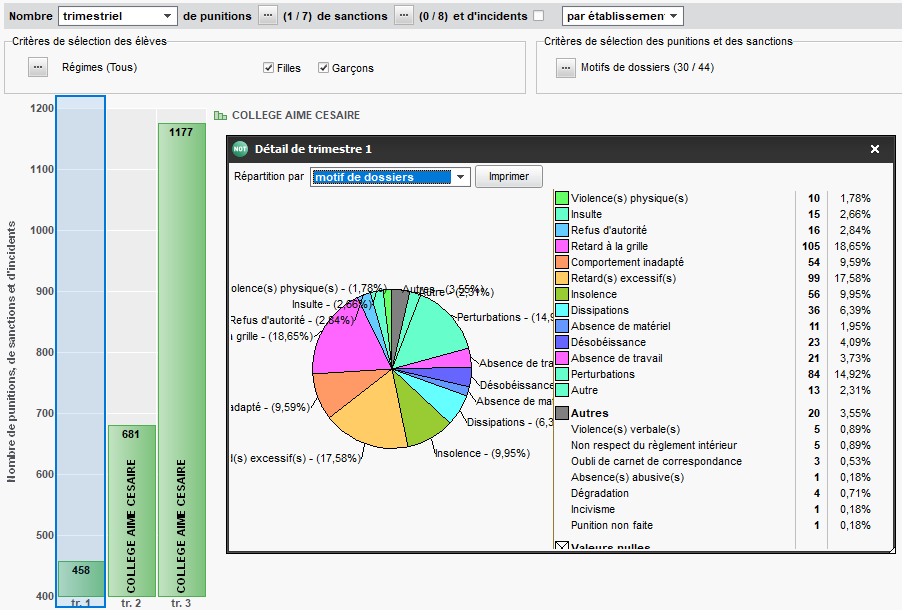 Nombre trimestriel de punitions ... (1 / 7) de sanctions ... (0 / 8) et d'incidents par établissemen
Critères de sélection des élèves
Critères de sélection des punitions et des sanctions
... Régimes (Tous) Filles Garçons
... Motifs de dossiers (30 / 44)
Nombre de punitions, de sanctions et d'incidents
1200
1100
1000
900
800
700
600
500
400
458
681
1177
COLLEGE AIME CESAIRE
COLLEGE AIME CESAIRE
tr. 1
tr. 2
tr. 3
COLLEGE AIME CESAIRE
NOT Détail de trimestre 1
Répartition par motif de dossiers Imprimer
olence(s) physique(s) - (1,78%)
Insulte - (2,66%)
Refus d'autorité - (2,84%)
grille - (18,65%)
adapté - (9,59%)
(s) excessif(s) - (17,58%)
Autres - (3,55%)
Autre - (2,31%)
Perturbations - (14,9
Absence de tra
Désobéissance
Absence de mat
Dissipations - (6,3
Insolence - (9,95%)
Violence(s) physique(s) 10 1,78%
Insulte 15 2,66%
Refus d'autorité 16 2,84%
Retard à la grille 105 18,65%
Comportement inadapté 54 9,59%
Retard(s) excessif(s) 99 17,58%
Insolence 56 9,95%
Dissipations 36 6,39%
Absence de matériel 11 1,95%
Désobéissance 23 4,09%
Absence de travail 21 3,73%
Perturbations 84 14,92%
Autre 13 2,31%
Autres 20 3,55%
Violence(s) verbale(s) 5 0,89%
Non respect du règlement intérieur 5 0,89%
Oubli de carnet de correspondance 3 0,53%
Absence(s) abusive(s) 1 0,18%
Dégradation 4 0,71%
Incivisme 1 0,18%
Punition non faite 1 0,18%
Valeurs nulles